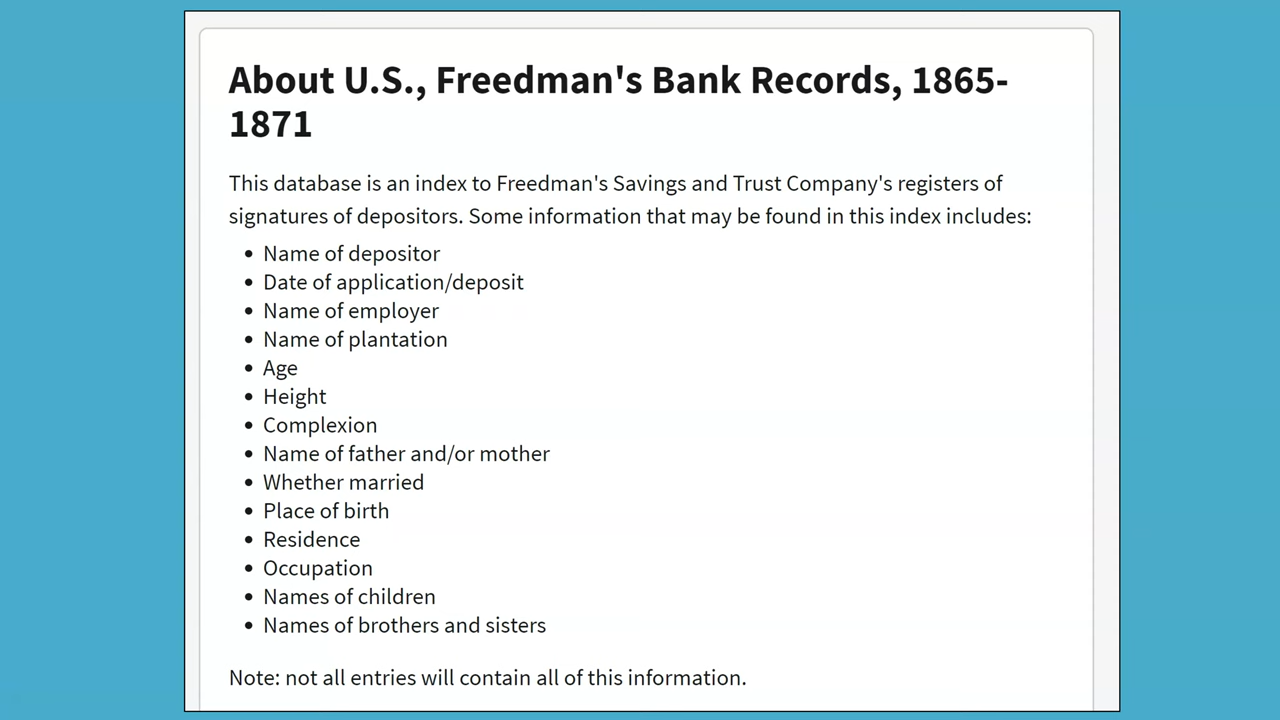 About U.S., Freedman's Bank Records, 1865-
1871
This database is an index to Freedman's Savings and Trust Company's registers of
signatures of depositors. Some information that may be found in this index includes:
• Name of depositor
• Date of application/deposit
• Name of employer
• Name of plantation
• Age
• Height
• Complexion
• Name of father and/or mother
• Whether married
• Place of birth
• Residence
• Occupation
• Names of children
• Names of brothers and sisters
Note: not all entries will contain all of this information.